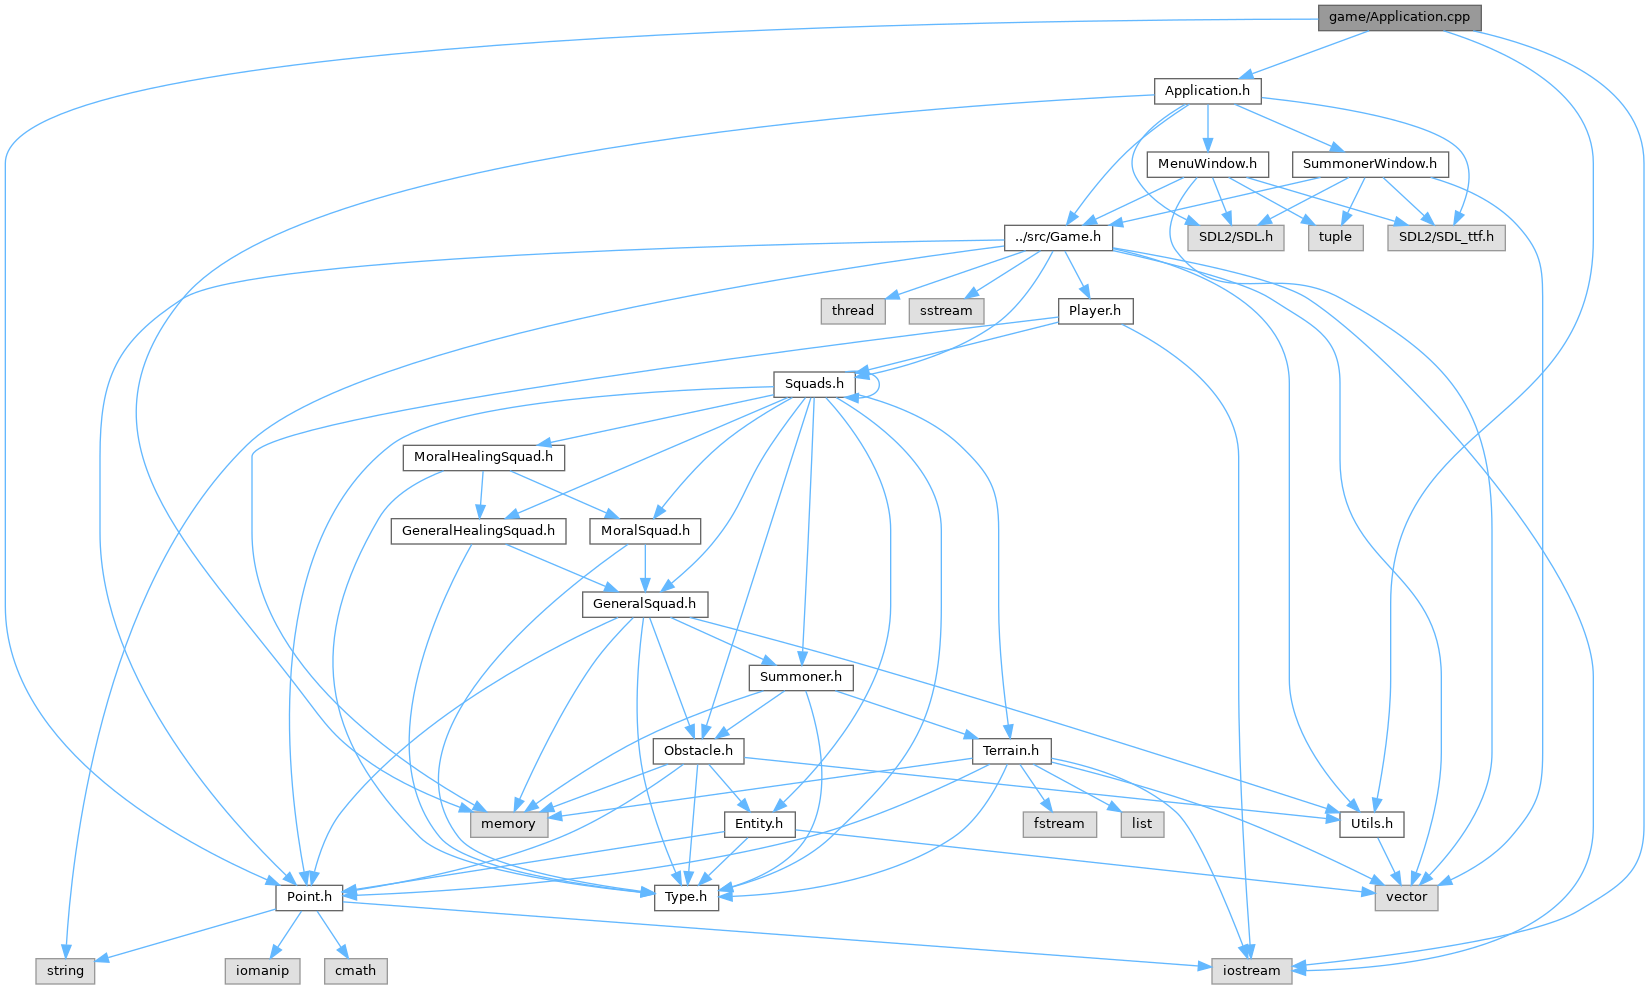 game/Application.cpp
Application.h
MenuWindow.h
SummonerWindow.h
../src/Game.h
SDL2/SDL.h
tuple
SDL2/SDL_ttf.h
thread
sstream
Player.h
Squads.h
MoralHealingSquad.h
GeneralHealingSquad.h
MoralSquad.h
GeneralSquad.h
Summoner.h
Obstacle.h
Terrain.h
memory
Entity.h
fstream
list
Utils.h
Point.h
Type.h
vector
string
iomanip
cmath
iostream